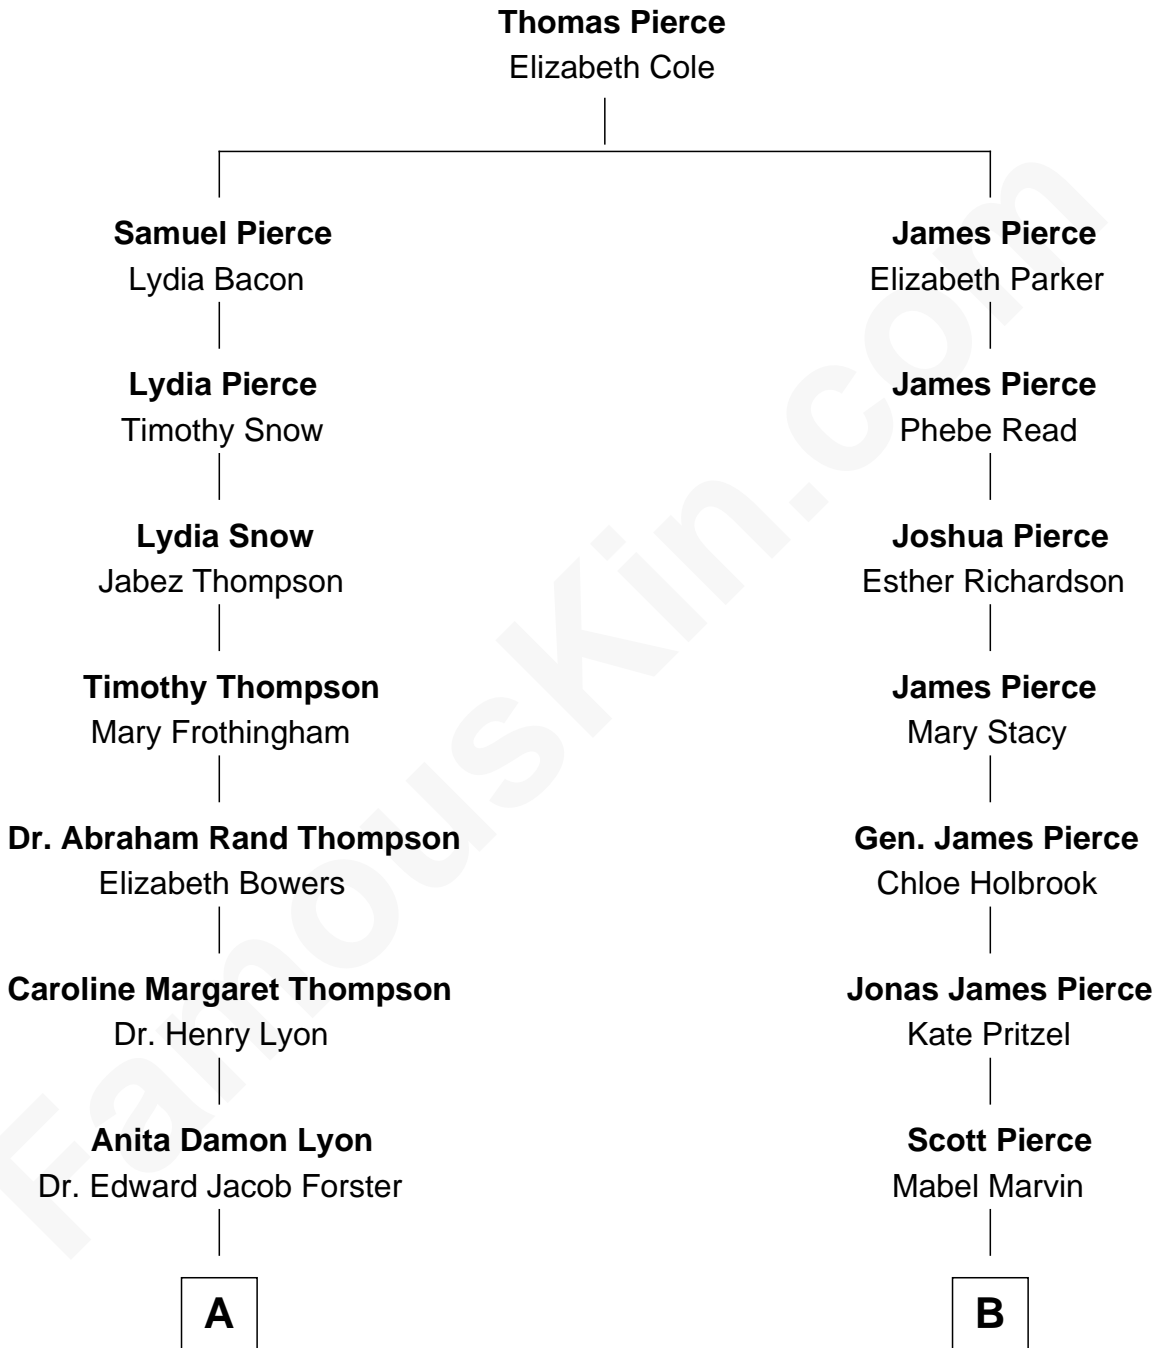 Thomas Pierce
Elizabeth Cole
Samuel Pierce
Lydia Bacon
James Pierce
Elizabeth Parker
Lydia Pierce
Timothy Snow
James Pierce
Phebe Read
Lydia Snow
Jabez Thompson
Joshua Pierce
Esther Richardson
Timothy Thompson
Mary Frothingham
James Pierce
Mary Stacy
Dr. Abraham Rand Thompson
Elizabeth Bowers
Gen. James Pierce
Chloe Holbrook
Caroline Margaret Thompson
Dr. Henry Lyon
Jonas James Pierce
Kate Pritzel
Anita Damon Lyon
Dr. Edward Jacob Forster
Scott Pierce
Mabel Marvin
A
B
FamousKin.com